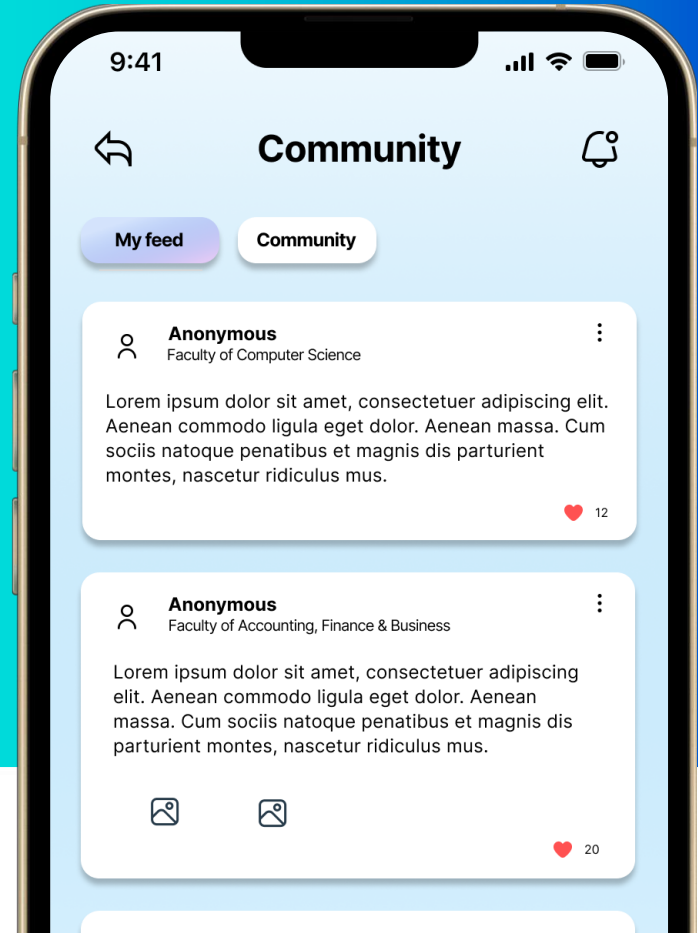 9:41
Community
My feed
Community
Anonymous
Faculty of Computer Science
Lorem ipsum dolor sit amet, consectetuer adipiscing elit.
Aenean commodo ligula eget dolor. Aenean massa. Cum
sociis natoque penatibus et magnis dis parturient
montes, nascetur ridiculus mus.
12
Anonymous
Faculty of Accounting, Finance & Business
Lorem ipsum dolor sit amet, consectetuer adipiscing
elit. Aenean commodo ligula eget dolor. Aenean
massa. Cum sociis natoque penatibus et magnis dis
parturient montes, nascetur ridiculus mus.
20